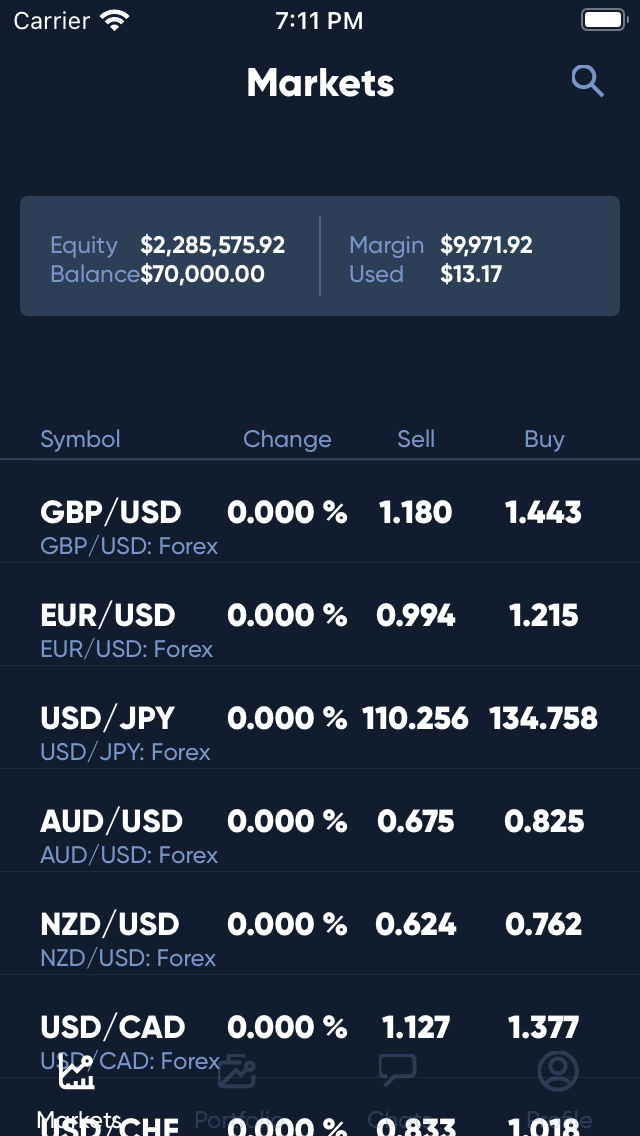 Carrier 7:11 PM
Markets
Equity $2,285,575.92 Margin $9,971.92
Balance $70,000.00 Used $13.17
Symbol Change Sell Buy
GBP/USD 0.000 % 1.180 1.443
GBP/USD: Forex
EUR/USD 0.000 % 0.994 1.215
EUR/USD: Forex
USD/JPY 0.000 % 110.256 134.758
USD/JPY: Forex
AUD/USD 0.000 % 0.675 0.825
AUD/USD: Forex
NZD/USD 0.000 % 0.624 0.762
NZD/USD: Forex
USD/CAD 0.000 % 1.127 1.377
USD/CAD: Forex
Markets Portfolio Chats Profile
USD/CHF 0.000 % 0.833 1.018